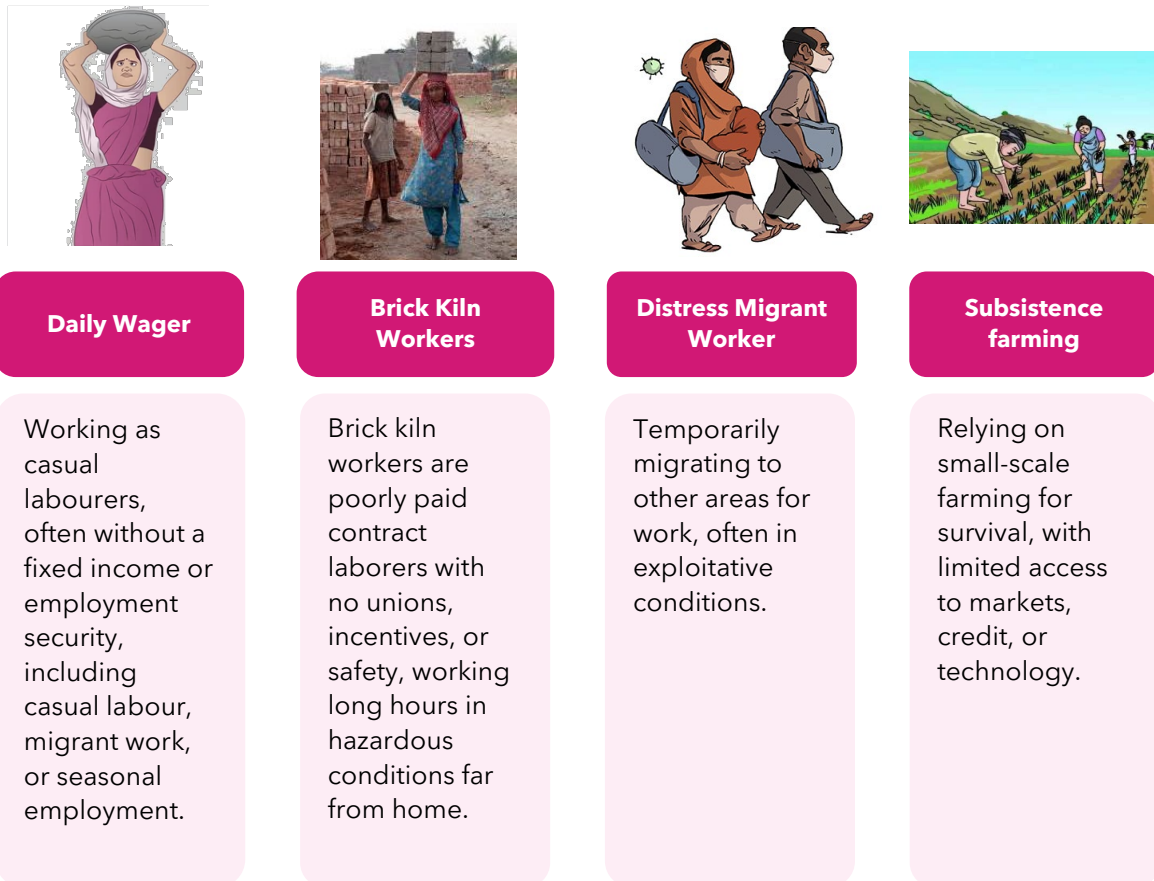 Daily Wager
Working as
casual
labourers,
often without a
fixed income or
employment
security,
including
casual labour,
migrant work,
or seasonal
employment.
Brick Kiln
Workers
Brick kiln
workers are
poorly paid
contract
laborers with
no unions,
incentives, or
safety, working
long hours in
hazardous
conditions far
from home.
Distress Migrant
Worker
Temporarily
migrating to
other areas for
work, often in
exploitative
conditions.
Subsistence
farming
Relying on
small-scale
farming for
survival, with
limited access
to markets,
credit, or
technology.